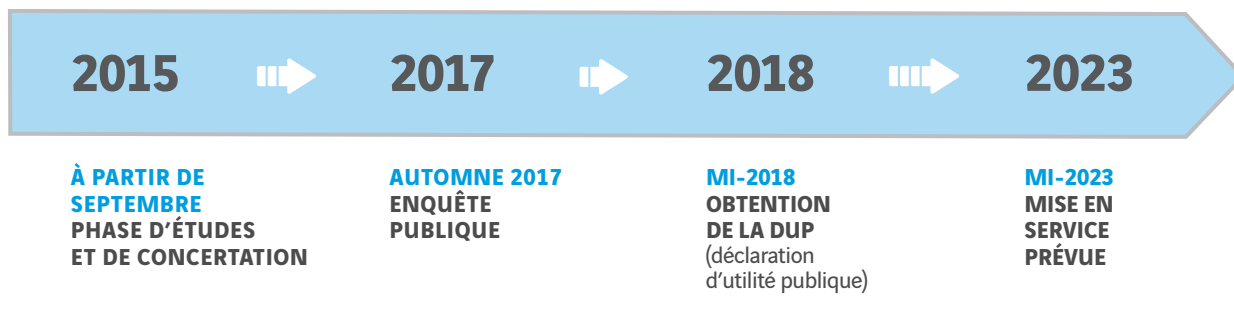 2015 2017 2018 2023
À PARTIR DE
SEPTEMBRE
PHASE D'ÉTUDES
ET DE CONCERTATION
AUTOMNE 2017
ENQUÊTE
PUBLIQUE
MI-2018
OBTENTION
DE LA DUP
(déclaration
d'utilité publique)
MI-2023
MISE EN
SERVICE
PRÉVUE